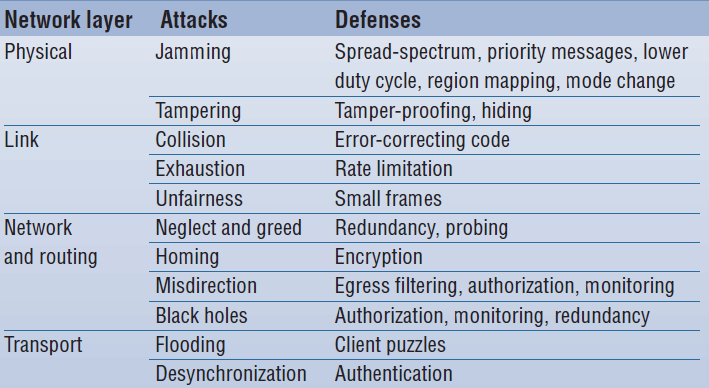 Network layer Attacks Defenses
Physical Jamming Spread-spectrum, priority messages, lower
duty cycle, region mapping, mode change
Tampering Tamper-proofing, hiding
Link Collision Error-correcting code
Exhaustion Rate limitation
Unfairness Small frames
Network Neglect and greed Redundancy, probing
and routing Homing Encryption
Misdirection Egress filtering, authorization, monitoring
Black holes Authorization, monitoring, redundancy
Transport Flooding Client puzzles
Desynchronization Authentication